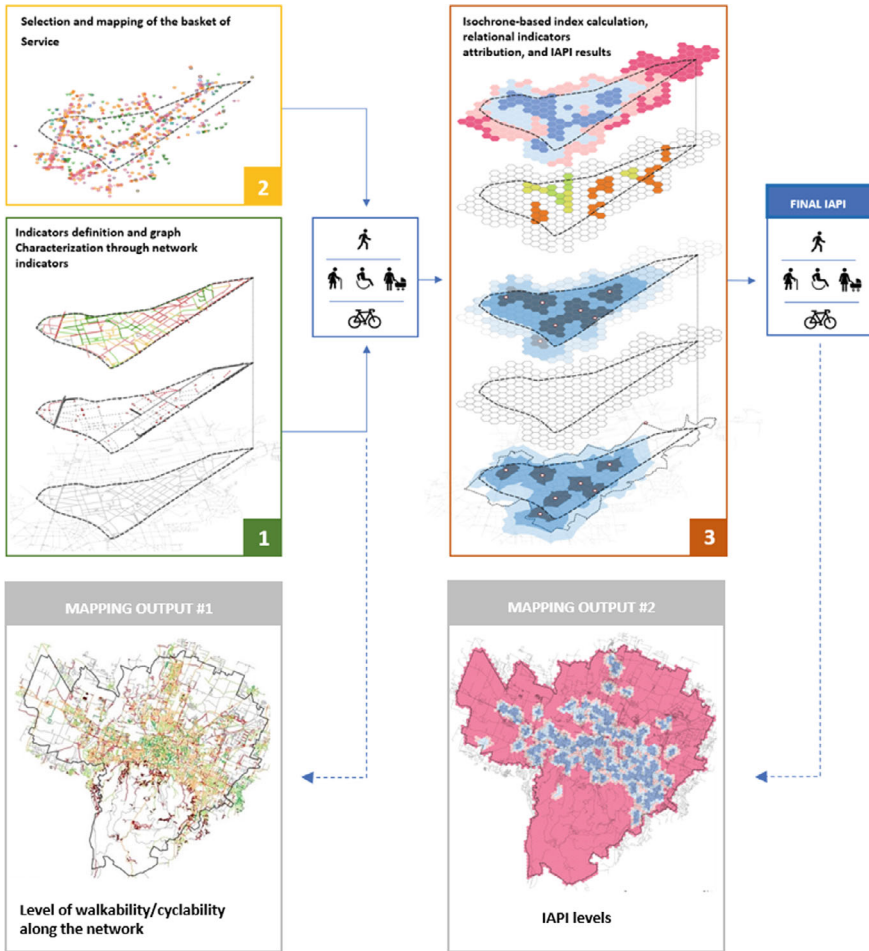 Selection and mapping of the basket of
Service
2
Indicators definition and graph
Characterization through network
indicators
1
Isochrone-based index calculation,
relational indicators
attribution, and IAPI results
3
FINAL IAPI
MAPPING OUTPUT #1
Level of walkability/cyclability
along the network
MAPPING OUTPUT #2
IAPI levels